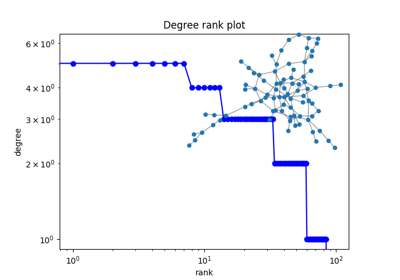 Degree rank plot
6 × 10⁰
4 × 10⁰
3 × 10⁰
2 × 10⁰
10⁰
degree
10⁰
10¹
10²
rank